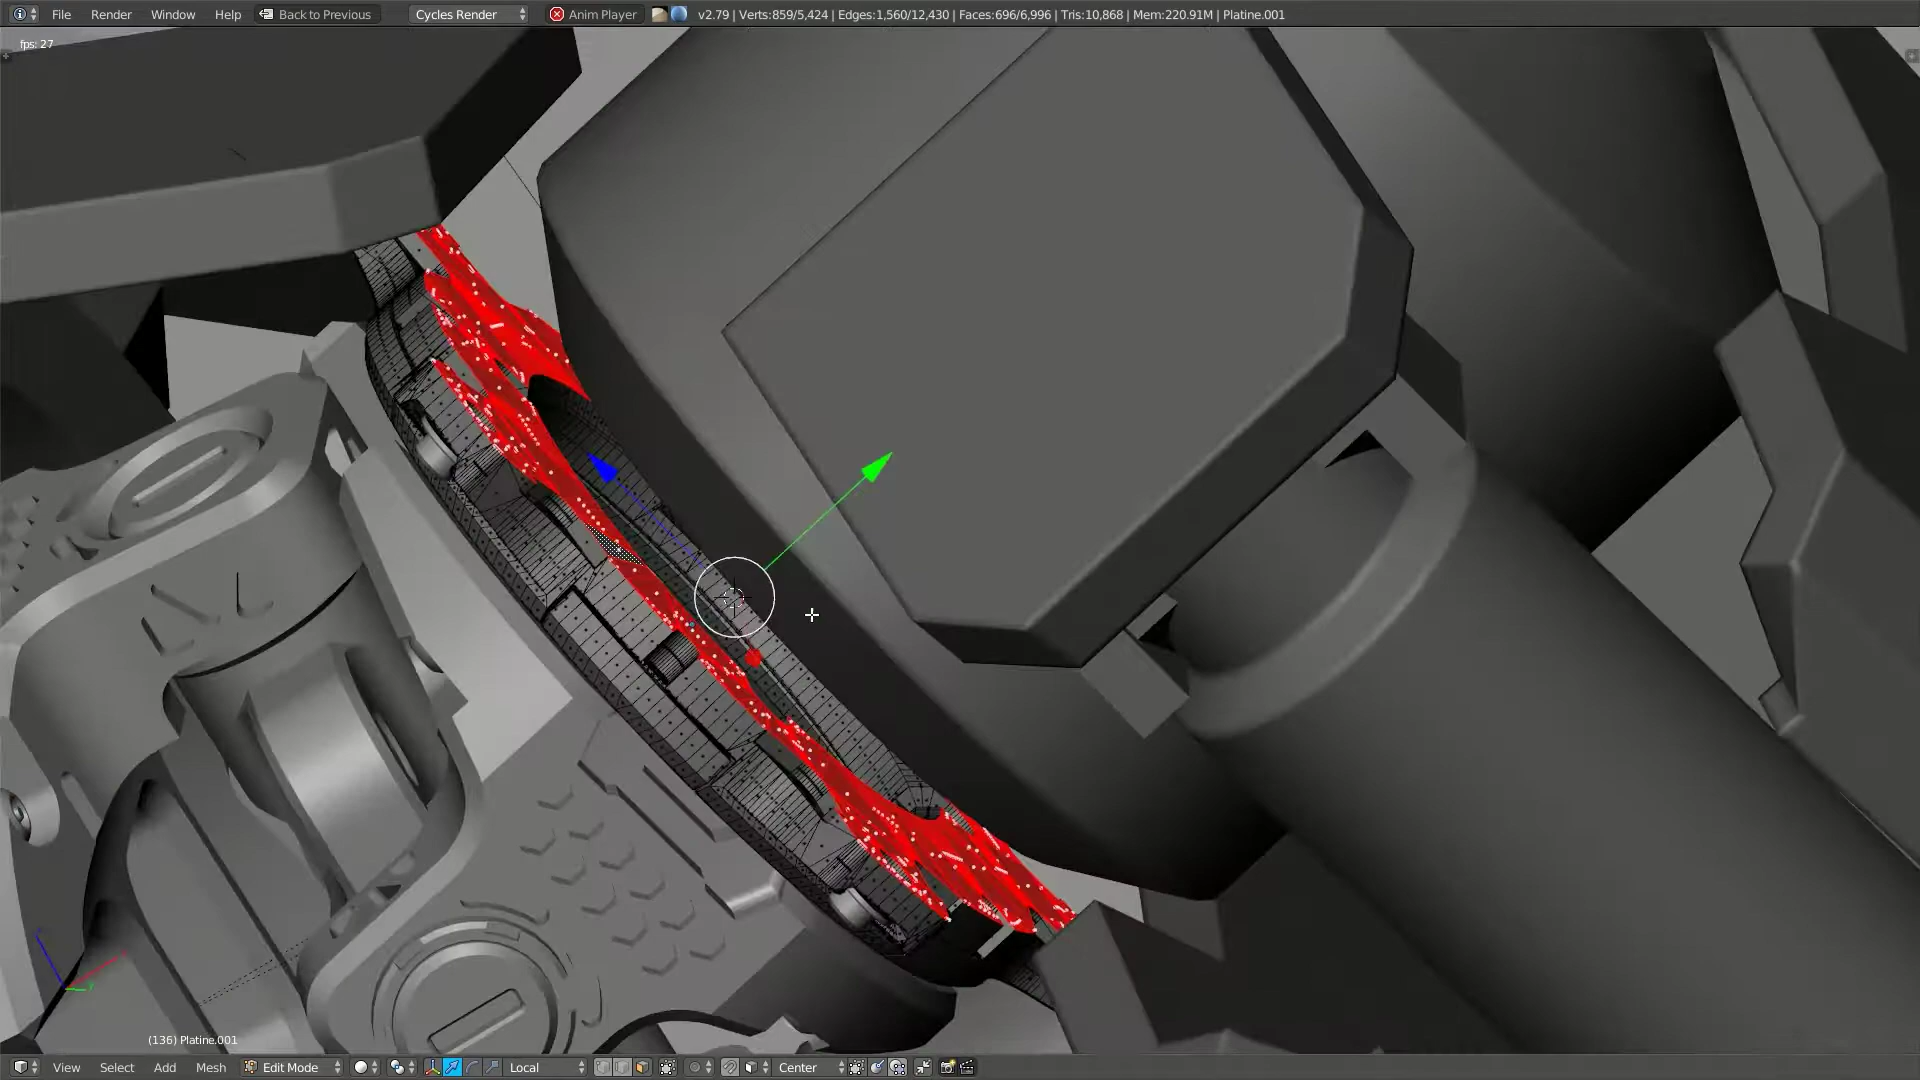 File Render Window Help Back to Previous Cycles Render Anim Player v2.79 | Verts:859/5,424 | Edges:1,560/12,430 | Faces:696/6,996 | Tris:10,868 | Mem:220.91M | Platine.001
fps: 27
(136) Platine.001
View Select Add Mesh Edit Mode Local Center